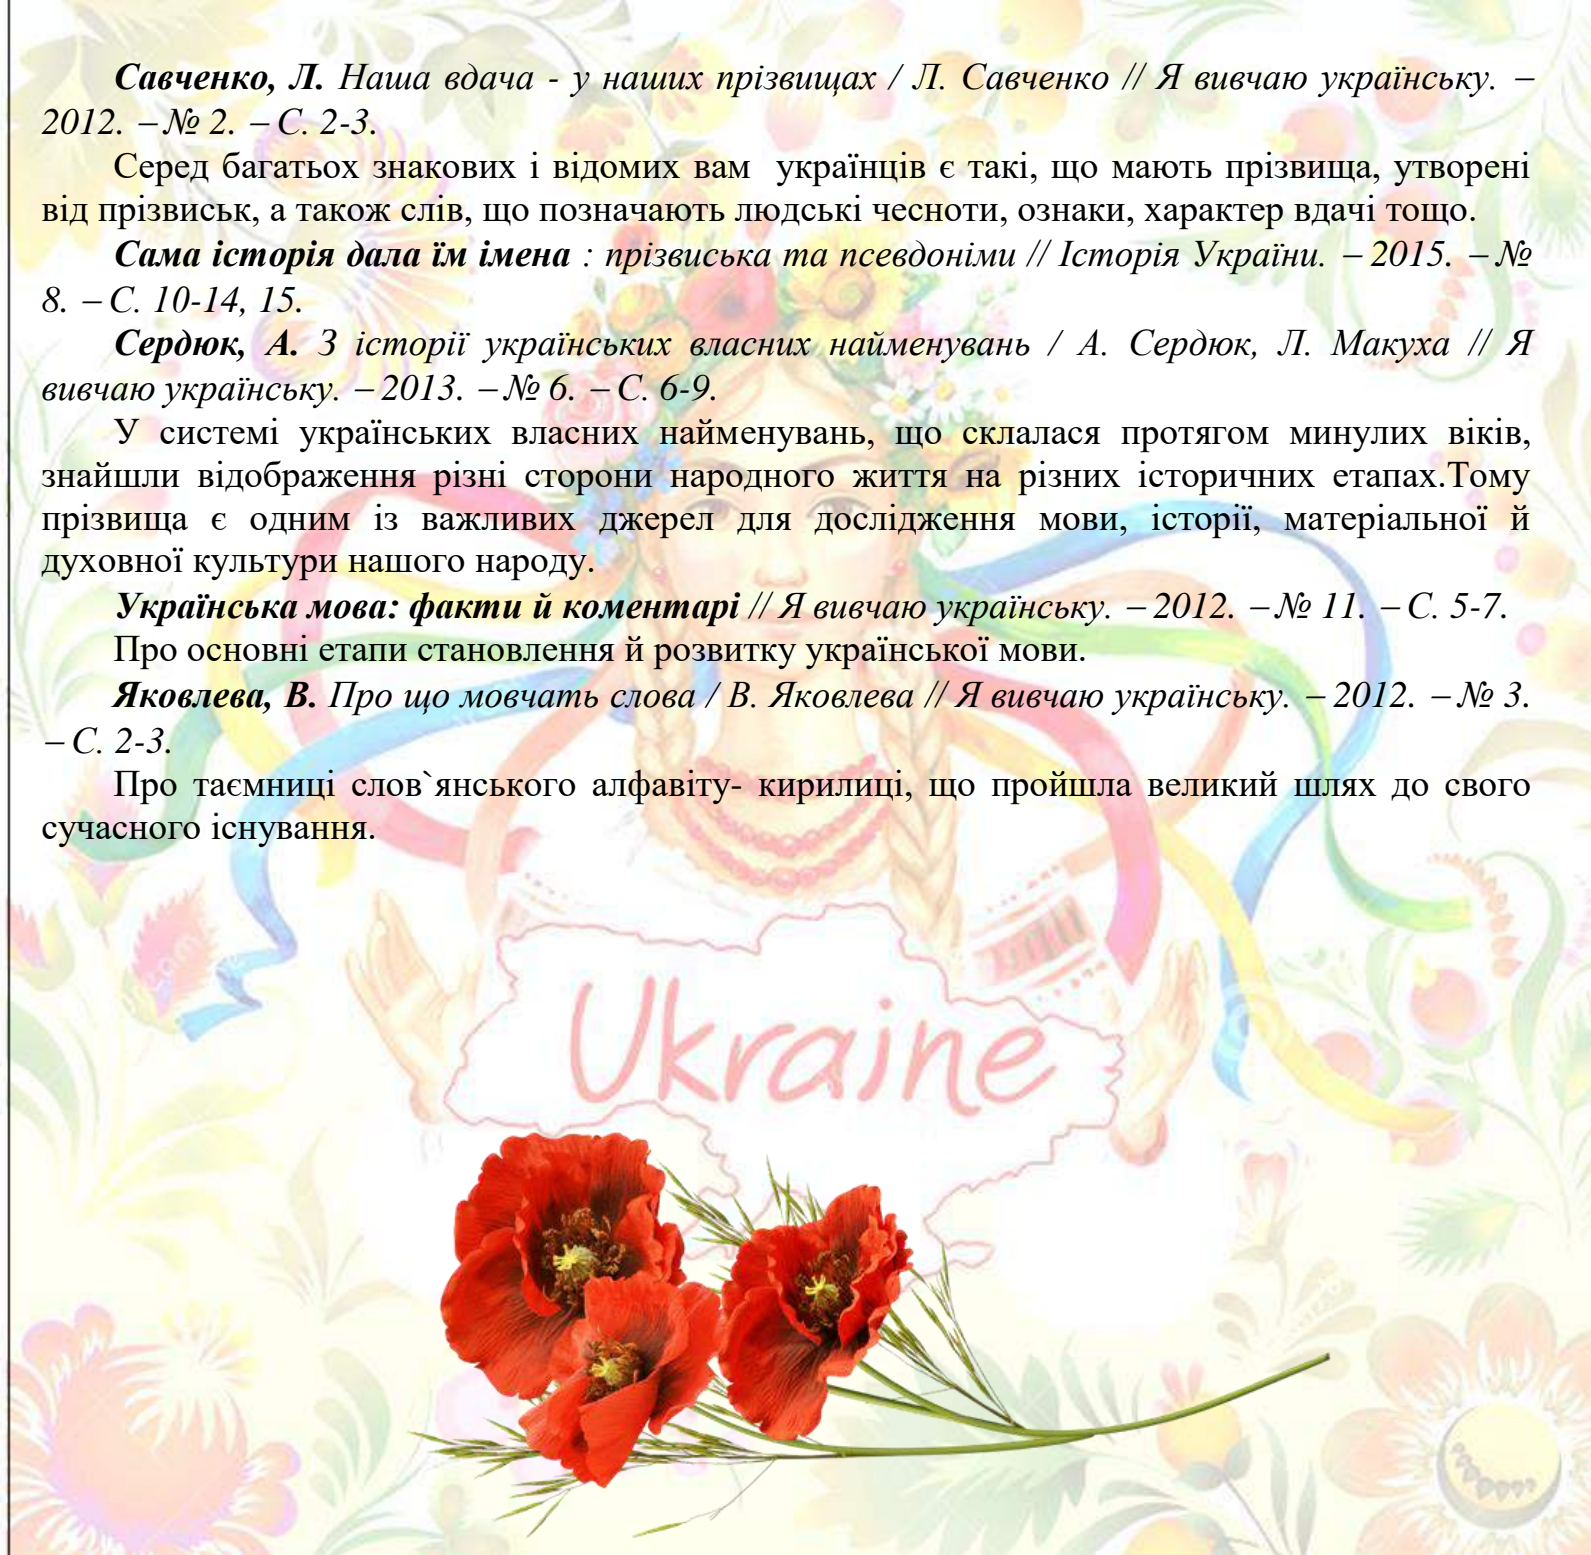 Савченко, Л. Наша вдача - у наших прізвищах / Л. Савченко // Я вивчаю українську. –
2012. – № 2. – С. 2-3.
Серед багатьох знакових і відомих вам українців є такі, що мають прізвища, утворені
від прізвиськ, а також слів, що позначають людські чесноти, ознаки, характер вдачі тощо.
Сама історія дала їм імена : прізвиська та псевдоніми // Історія України. – 2015. – №
8. – С. 10-14, 15.
Сердюк, А. З історії українських власних найменувань / А. Сердюк, Л. Макуха // Я
вивчаю українську. – 2013. – № 6. – С. 6-9.
У системі українських власних найменувань, що склалася протягом минулих віків,
знайшли відображення різні сторони народного життя на різних історичних етапах.Тому
прізвища є одним із важливих джерел для дослідження мови, історії, матеріальної й
духовної культури нашого народу.
Українська мова: факти й коментарі // Я вивчаю українську. – 2012. – № 11. – С. 5-7.
Про основні етапи становлення й розвитку української мови.
Яковлева, В. Про що мовчать слова / В. Яковлева // Я вивчаю українську. – 2012. – № 3.
– С. 2-3.
Про таємниці слов`янського алфавіту- кирилиці, що пройшла великий шлях до свого
сучасного існування.
Ukraine